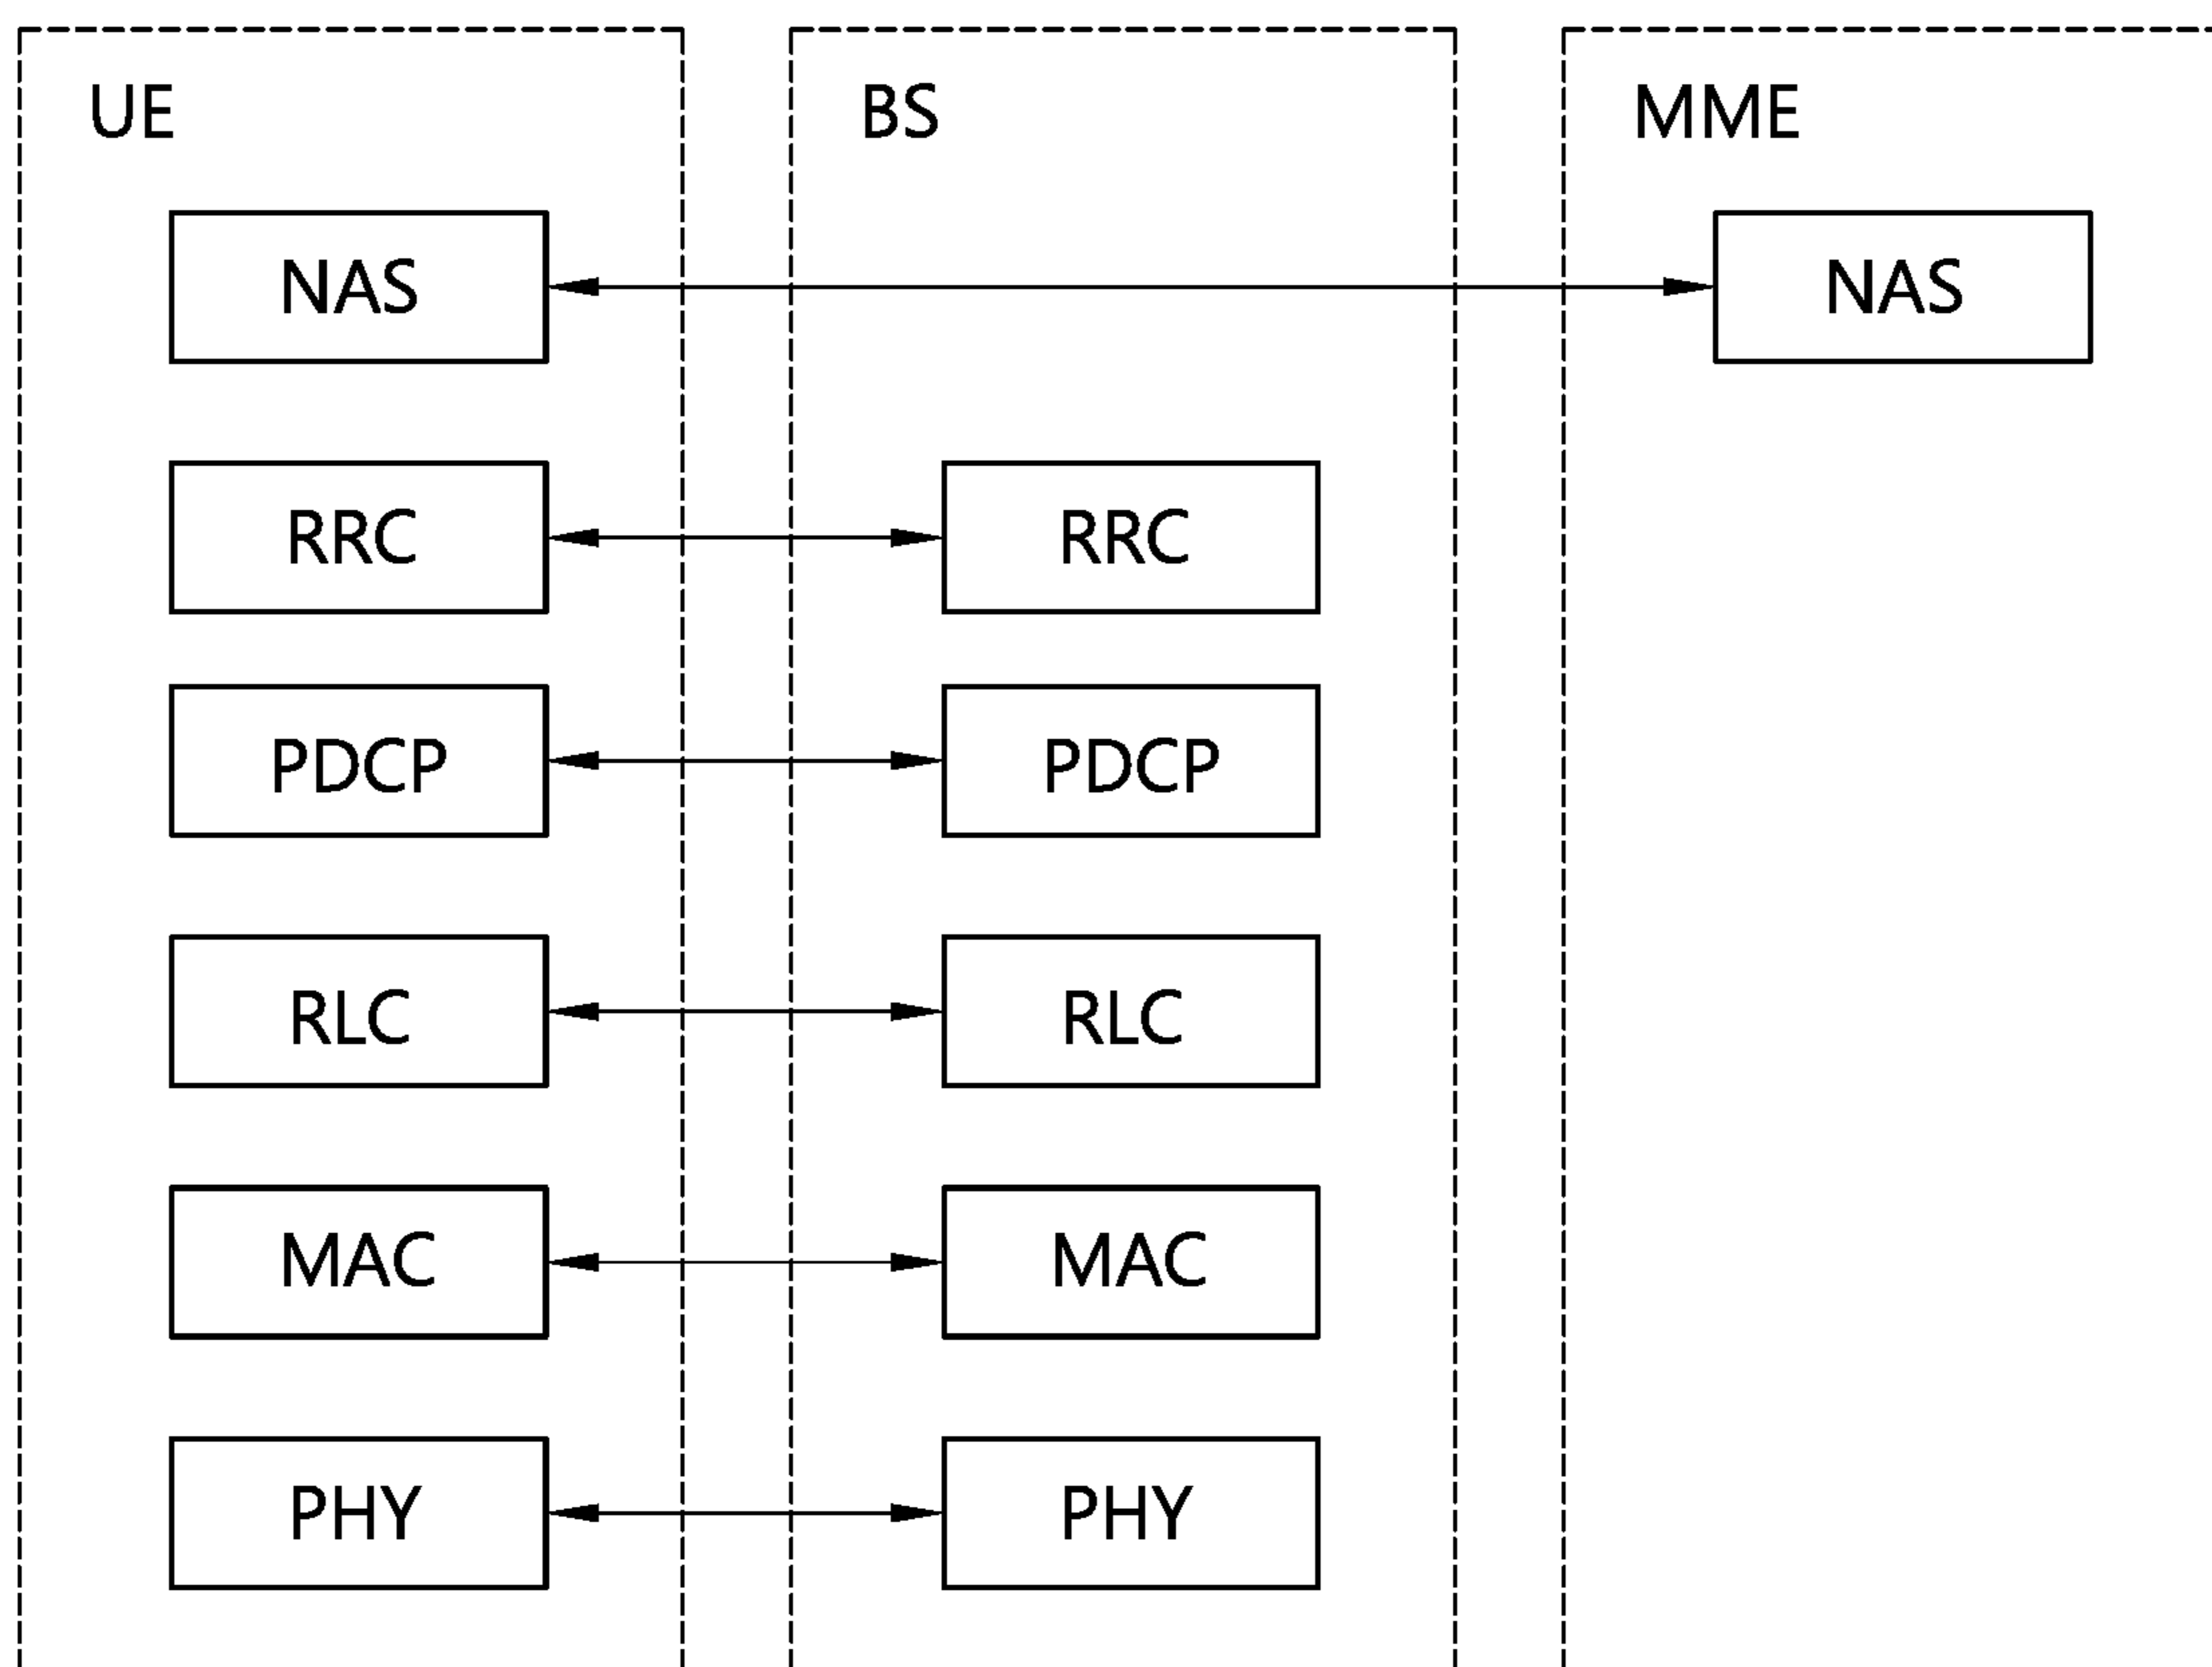 UE
BS
MME
NAS
NAS
RRC
RRC
PDCP
PDCP
RLC
RLC
MAC
MAC
PHY
PHY